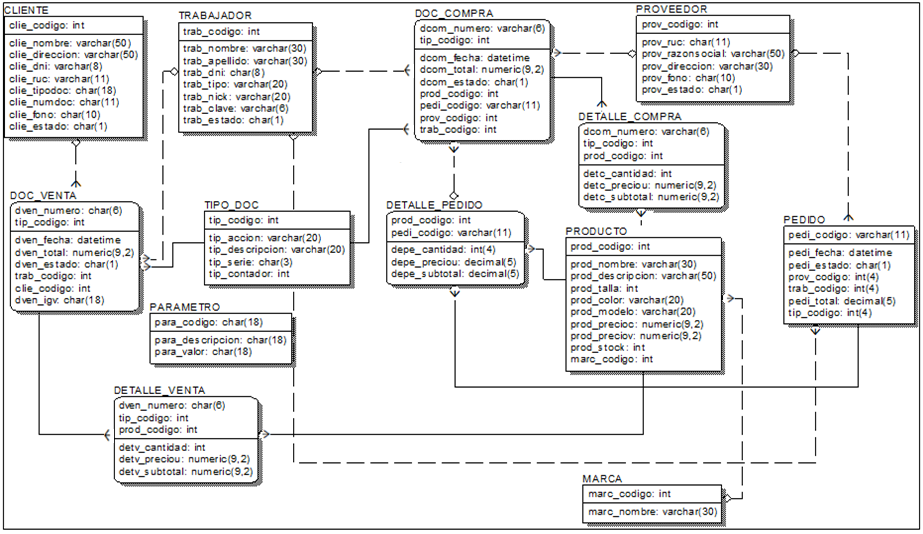 CLIENTE
clie_codigo: int
clie_nombre: varchar(50)
clie_direccion: varchar(50)
clie_dni: varchar(8)
clie_ruc: varchar(11)
clie_tipodoc: char(18)
clie_numdoc: char(11)
clie_fono: char(10)
clie_estado: char(1)
TRABAJADOR
trab_codigo: int
trab_nombre: varchar(30)
trab_apellido: varchar(30)
trab_dni: char(8)
trab_tipo: varchar(20)
trab_nick: varchar(20)
trab_clave: varchar(6)
trab_estado: char(1)
DOC_COMPRA
dcom_numero: varchar(6)
tip_codigo: int
dcom_fecha: datetime
dcom_total: numeric(9,2)
dcom_estado: char(1)
prod_codigo: int
pedi_codigo: varchar(11)
prov_codigo: int
trab_codigo: int
PROVEEDOR
prov_codigo: int
prov_ruc: char(11)
prov_razonsocial: varchar(50)
prov_direccion: varchar(30)
prov_fono: char(10)
prov_estado: char(1)
DETALLE_COMPRA
dcom_numero: varchar(6)
tip_codigo: int
prod_codigo: int
detc_cantidad: int
detc_preciou: numeric(9,2)
detc_subtotal: numeric(9,2)
DOC_VENTA
dven_numero: char(6)
tip_codigo: int
dven_fecha: datetime
dven_total: numeric(9,2)
dven_estado: char(1)
trab_codigo: int
clie_codigo: int
dven_igv: char(18)
TIPO_DOC
tip_codigo: int
tip_accion: varchar(20)
tip_descripcion: varchar(20)
tip_serie: char(3)
tip_contador: int
DETALLE_PEDIDO
prod_codigo: int
pedi_codigo: varchar(11)
depe_cantidad: int(4)
depe_preciou: decimal(5)
depe_subtotal: decimal(5)
PRODUCTO
prod_codigo: int
prod_nombre: varchar(30)
prod_descripcion: varchar(50)
prod_talla: int
prod_color: varchar(20)
prod_modelo: varchar(20)
prod_precioc: numeric(9,2)
prod_preciov: numeric(9,2)
prod_stock: int
marc_codigo: int
PEDIDO
pedi_codigo: varchar(11)
pedi_fecha: datetime
pedi_estado: char(1)
prov_codigo: int(4)
trab_codigo: int(4)
pedi_total: decimal(5)
tip_codigo: int(4)
PARAMETRO
para_codigo: char(18)
para_descripcion: char(18)
para_valor: char(18)
DETALLE_VENTA
dven_numero: char(6)
tip_codigo: int
prod_codigo: int
detv_cantidad: int
detv_preciou: numeric(9,2)
detv_subtotal: numeric(9,2)
MARCA
marc_codigo: int
marc_nombre: varchar(30)